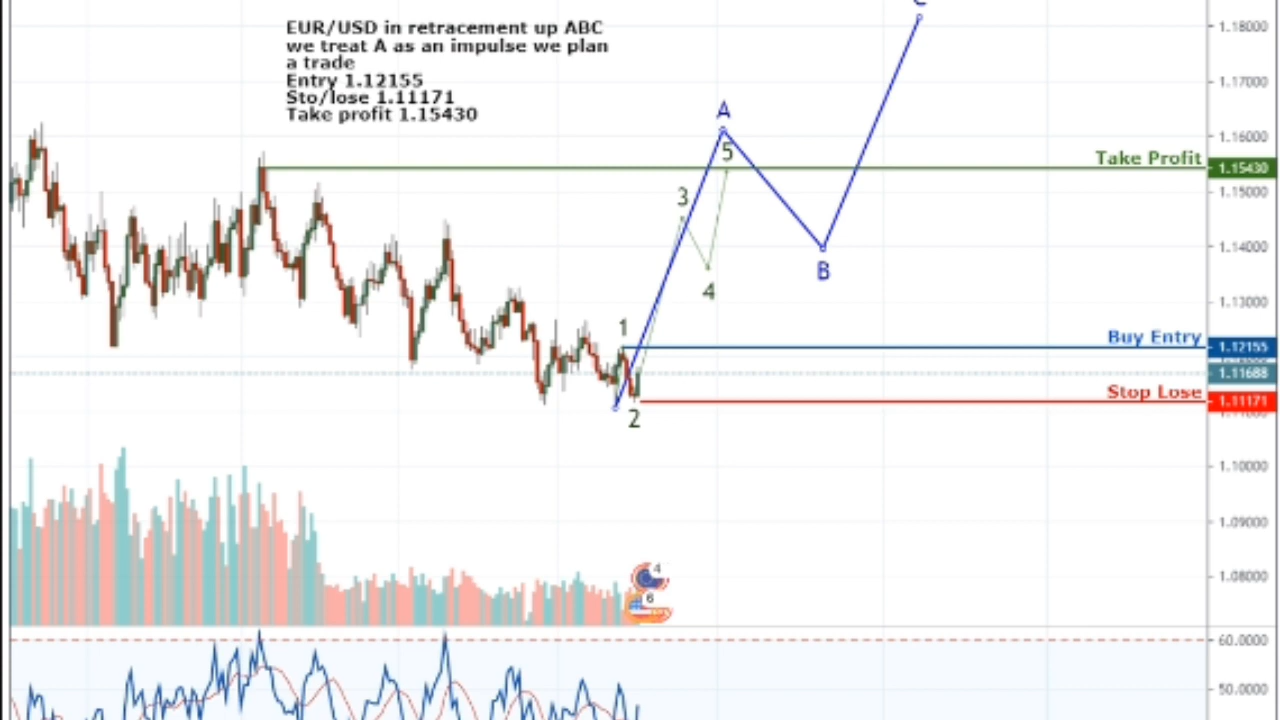 C
EUR/USD in retracement up ABC
we treat A as an impulse we plan
a trade
Entry 1.12155
Sto/lose 1.11171
Take profit 1.15430
1.18000
1.17000
A
1.16000
5
Take Profit
1.15430
3
1.15000
1.14000
B
4
1.13000
1
Buy Entry
1.12155
1.11688
Stop Lose
1.11171
2
1.10000
1.09000
4
1.08000
6
60.0000
50.0000